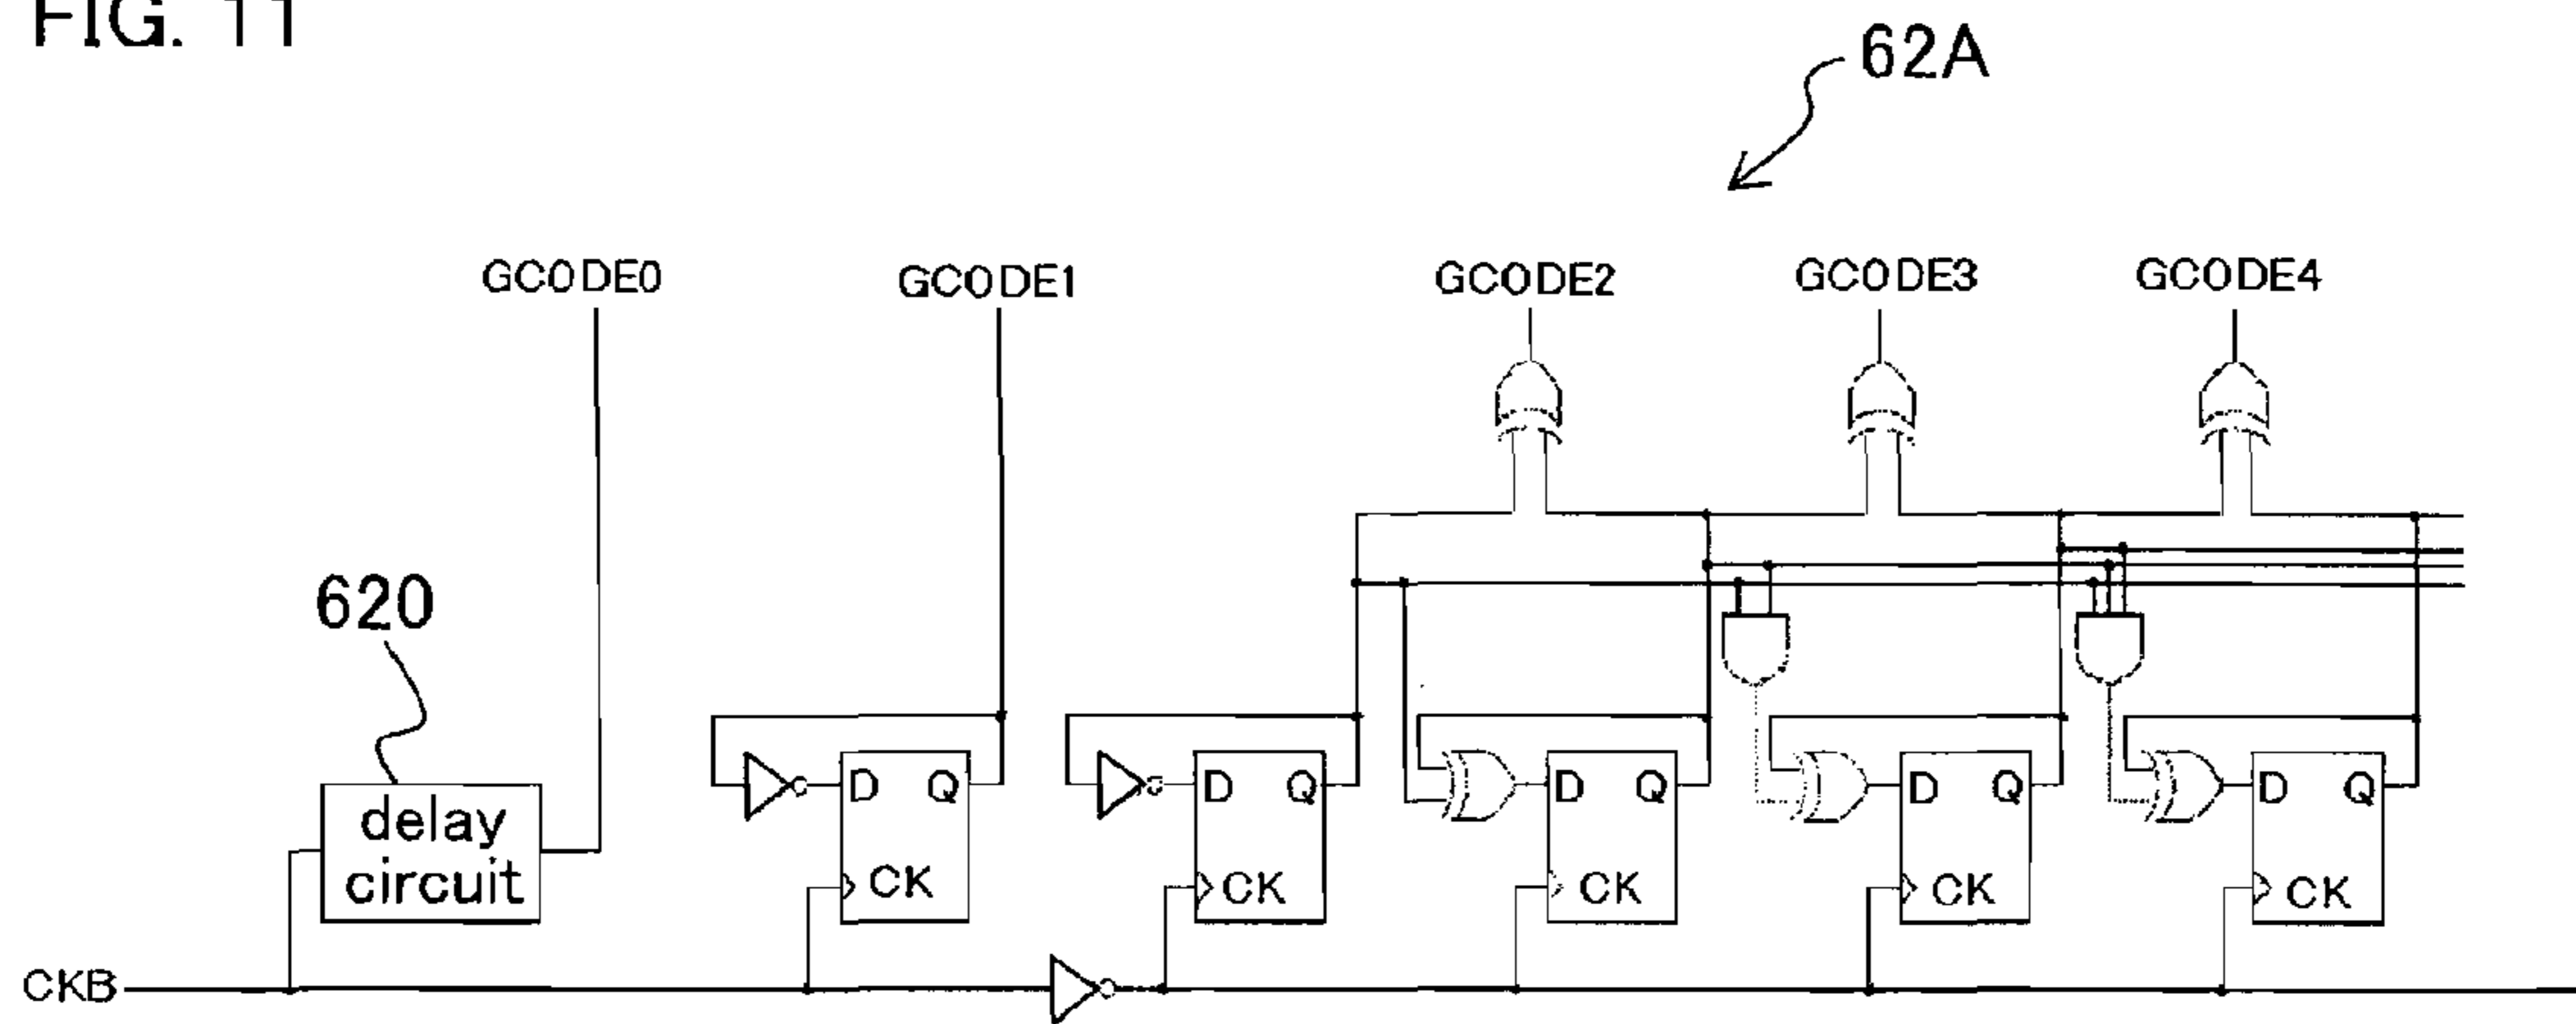 FIG. 11
62A
GCODE0
GCODE1
GCODE2
GCODE3
GCODE4
620
delay
circuit
D Q
CK
D Q
CK
D Q
CK
D Q
CK
D Q
CK
CKB